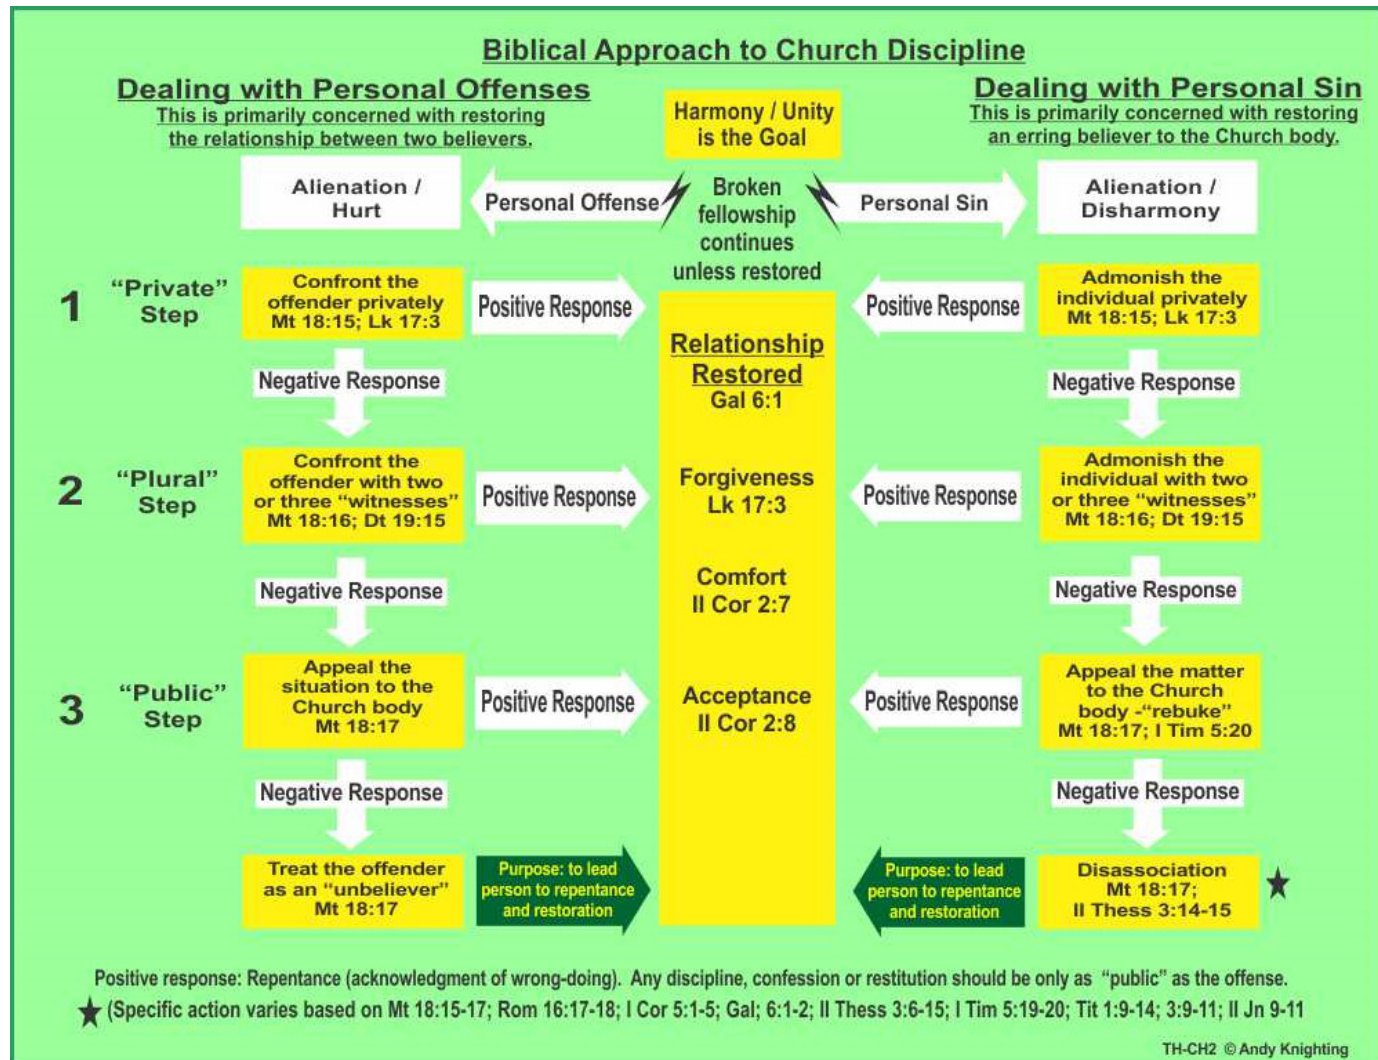 Biblical Approach to Church Discipline
Dealing with Personal Offenses
This is primarily concerned with restoring
the relationship between two believers.
Harmony / Unity
is the Goal
Dealing with Personal Sin
This is primarily concerned with restoring
an erring believer to the Church body.
Alienation /
Hurt
Personal Offense
Broken
fellowship
continues
unless restored
Personal Sin
Alienation /
Disharmony
1
“Private”
Step
Confront the
offender privately
Mt 18:15; Lk 17:3
Positive Response
Relationship
Restored
Gal 6:1
Positive Response
Admonish the
individual privately
Mt 18:15; Lk 17:3
Negative Response
Negative Response
2
“Plural”
Step
Confront the
offender with two
or three “witnesses”
Mt 18:16; Dt 19:15
Positive Response
Forgiveness
Lk 17:3
Positive Response
Admonish the
individual with two
or three “witnesses”
Mt 18:16; Dt 19:15
Negative Response
Comfort
II Cor 2:7
Negative Response
3
“Public”
Step
Appeal the
situation to the
Church body
Mt 18:17
Positive Response
Acceptance
II Cor 2:8
Positive Response
Appeal the matter
to the Church
body -“rebuke”
Mt 18:17; I Tim 5:20
Negative Response
Negative Response
Treat the offender
as an “unbeliever”
Mt 18:17
Purpose: to lead
person to repentance
and restoration
Purpose: to lead
person to repentance
and restoration
Disassociation
Mt 18:17;
II Thess 3:14-15
Positive response: Repentance (acknowledgment of wrong-doing). Any discipline, confession or restitution should be only as “public” as the offense.
(Specific action varies based on Mt 18:15-17; Rom 16:17-18; I Cor 5:1-5; Gal; 6:1-2; II Thess 3:6-15; I Tim 5:19-20; Tit 1:9-14; 3:9-11; II Jn 9-11
TH-CH2 © Andy Knighting